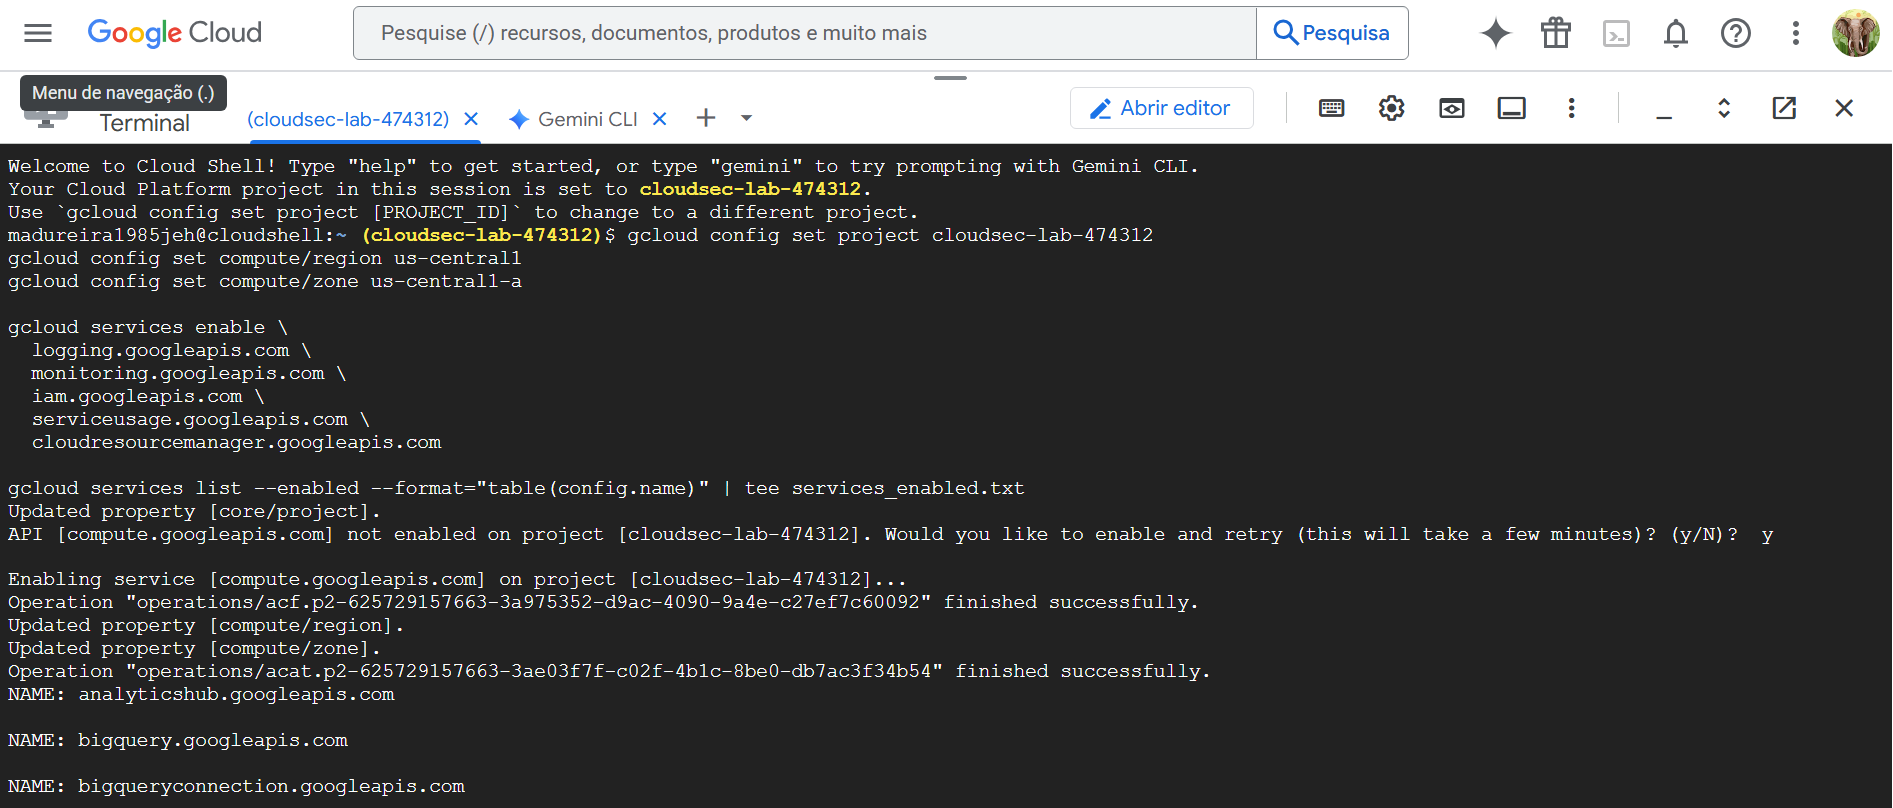 Google Cloud
Pesquise (/) recursos, documentos, produtos e muito mais
Pesquisa
Menu de navegação (.)
Terminal
(cloudsec-lab-474312)
Gemini CLI
Abrir editor
Welcome to Cloud Shell! Type "help" to get started, or type "gemini" to try prompting with Gemini CLI.
Your Cloud Platform project in this session is set to cloudsec-lab-474312.
Use `gcloud config set project [PROJECT_ID]` to change to a different project.
madureira1985jeh@cloudshell:~ (cloudsec-lab-474312)$ gcloud config set project cloudsec-lab-474312
gcloud config set compute/region us-central1
gcloud config set compute/zone us-central1-a
gcloud services enable \
logging.googleapis.com \
monitoring.googleapis.com \
iam.googleapis.com \
serviceusage.googleapis.com \
cloudresourcemanager.googleapis.com
gcloud services list --enabled --format="table(config.name)" | tee services_enabled.txt
Updated property [core/project].
API [compute.googleapis.com] not enabled on project [cloudsec-lab-474312]. Would you like to enable and retry (this will take a few minutes)? (y/N)?  y
Enabling service [compute.googleapis.com] on project [cloudsec-lab-474312]...
Operation "operations/acf.p2-625729157663-3a975352-d9ac-4090-9a4e-c27ef7c60092" finished successfully.
Updated property [compute/region].
Updated property [compute/zone].
Operation "operations/acat.p2-625729157663-3ae03f7f-c02f-4b1c-8be0-db7ac3f34b54" finished successfully.
NAME: analyticshub.googleapis.com
NAME: bigquery.googleapis.com
NAME: bigqueryconnection.googleapis.com